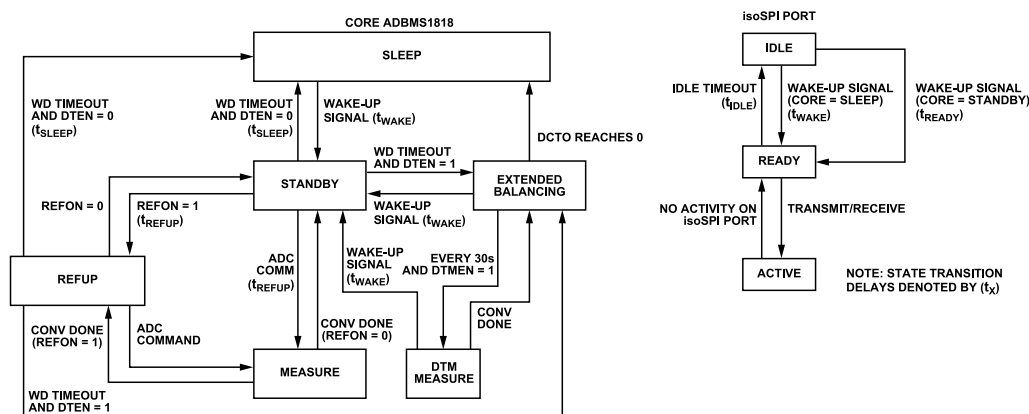 CORE ADBMS1818
SLEEP
WD TIMEOUT
AND DTEN = 0
(tSLEEP)
WD TIMEOUT
AND DTEN = 0
(tSLEEP)
WAKE-UP
SIGNAL (tWAKE)
DCTO REACHES 0
WD TIMEOUT
AND DTEN = 1
STANDBY
EXTENDED
BALANCING
WAKE-UP
SIGNAL (tWAKE)
REFON = 0
REFON = 1
(tREFUP)
ADC
COMM
(tREFUP)
WAKE-UP
SIGNAL
(tWAKE)
EVERY 30s
AND DTMEN = 1
REFUP
CONV DONE
(REFON = 1)
ADC
COMMAND
CONV DONE
(REFON = 0)
CONV
DONE
MEASURE
DTM
MEASURE
WD TIMEOUT
AND DTEN = 1
isoSPI PORT
IDLE
IDLE TIMEOUT
(tIDLE)
WAKE-UP SIGNAL
(CORE = SLEEP)
(tWAKE)
WAKE-UP SIGNAL
(CORE = STANDBY)
(tREADY)
READY
NO ACTIVITY ON
isoSPI PORT
TRANSMIT/RECEIVE
ACTIVE
NOTE: STATE TRANSITION
DELAYS DENOTED BY (tX)